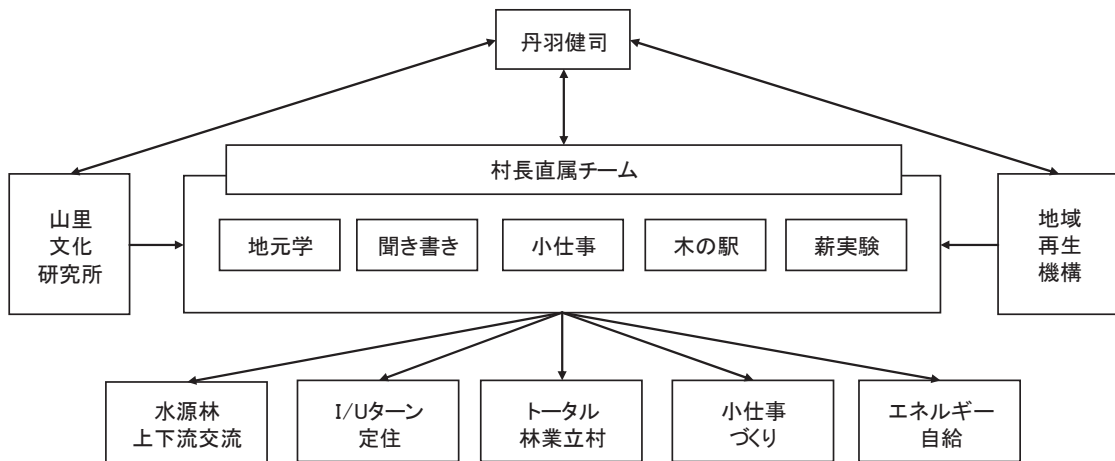 丹羽健司
村長直属チーム
山里
文化
研究所
地元学
聞き書き
小仕事
木の駅
薪実験
地域
再生
機構
水源林
上下流交流
I/Uターン
定住
トータル
林業立村
小仕事
づくり
エネルギー
自給